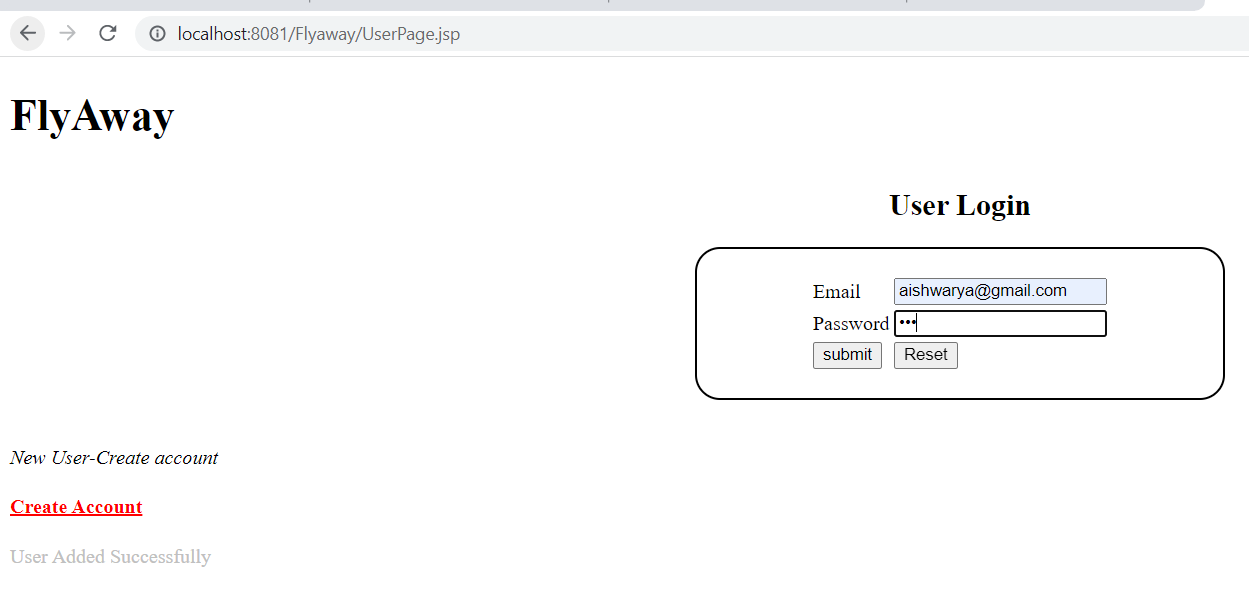 localhost:8081/Flyaway/UserPage.jsp
FlyAway
User Login
Email aishwarya@gmail.com
Password •••
submit Reset
New User-Create account
Create Account
User Added Successfully